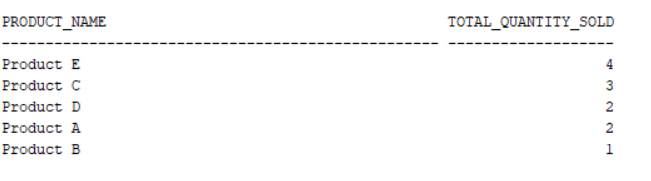 PRODUCT_NAME TOTAL_QUANTITY_SOLD
-------------------------------------------------- -------------------
Product E 4
Product C 3
Product D 2
Product A 2
Product B 1